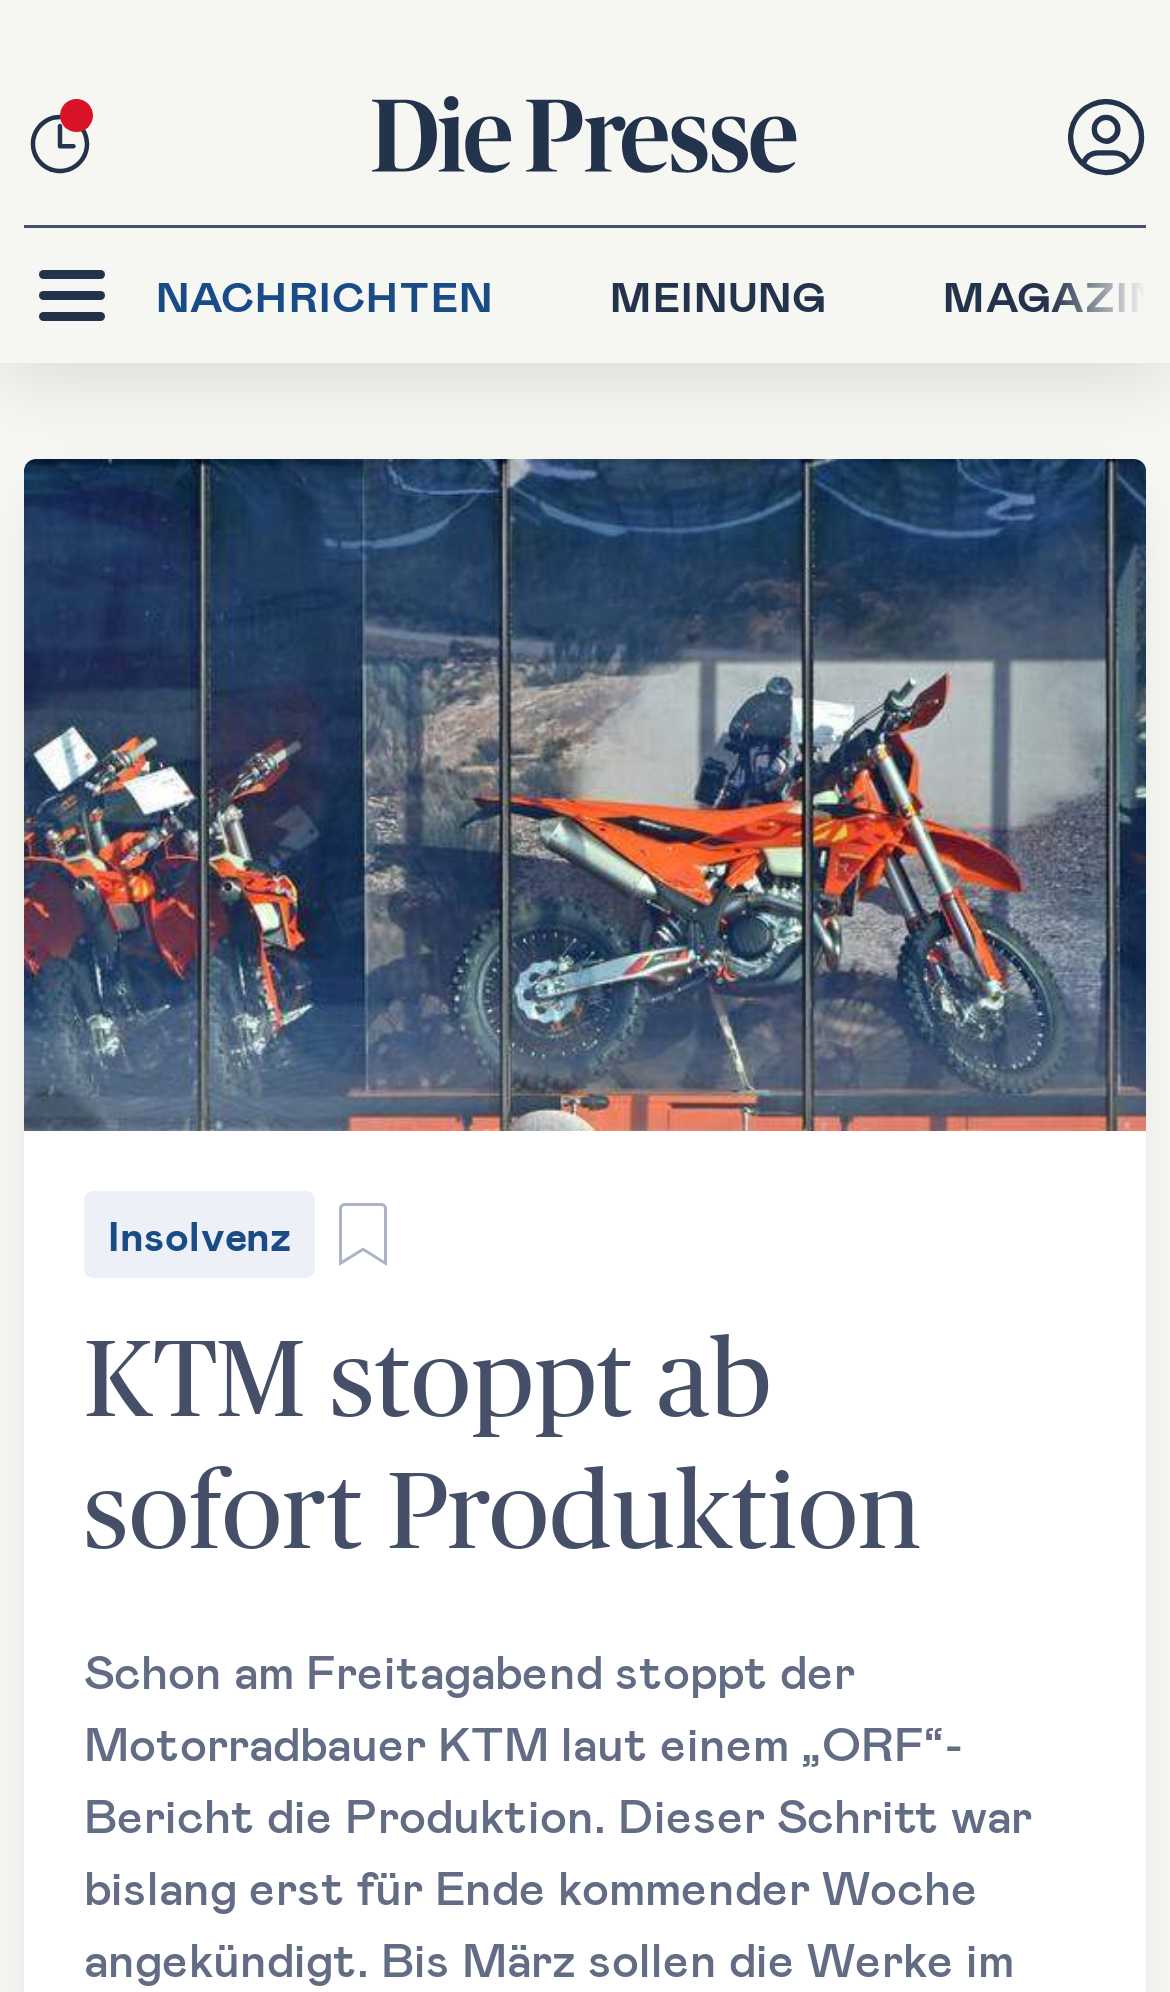 Die Presse
NACHRICHTEN MEINUNG
Insolvenz
KTM stoppt ab
sofort Produktion
Schon am Freitagabend stoppt der
Motorradbauer KTM laut einem „ORF“-
Bericht die Produktion. Dieser Schritt war
bislang erst für Ende kommender Woche
angekündigt. Bis März sollen die Werke im